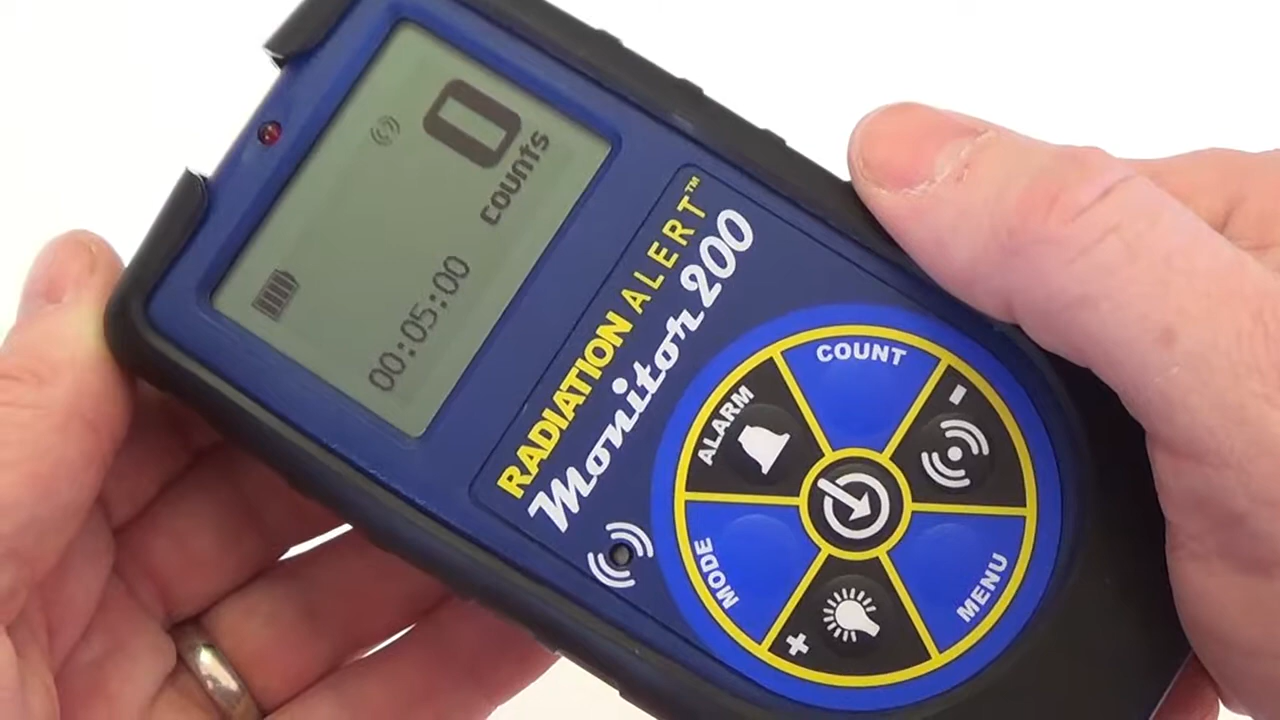 0
counts
00:05:00
RADIATION ALERT™
Monitor 200
COUNT
ALARM
-
MODE
MENU
+